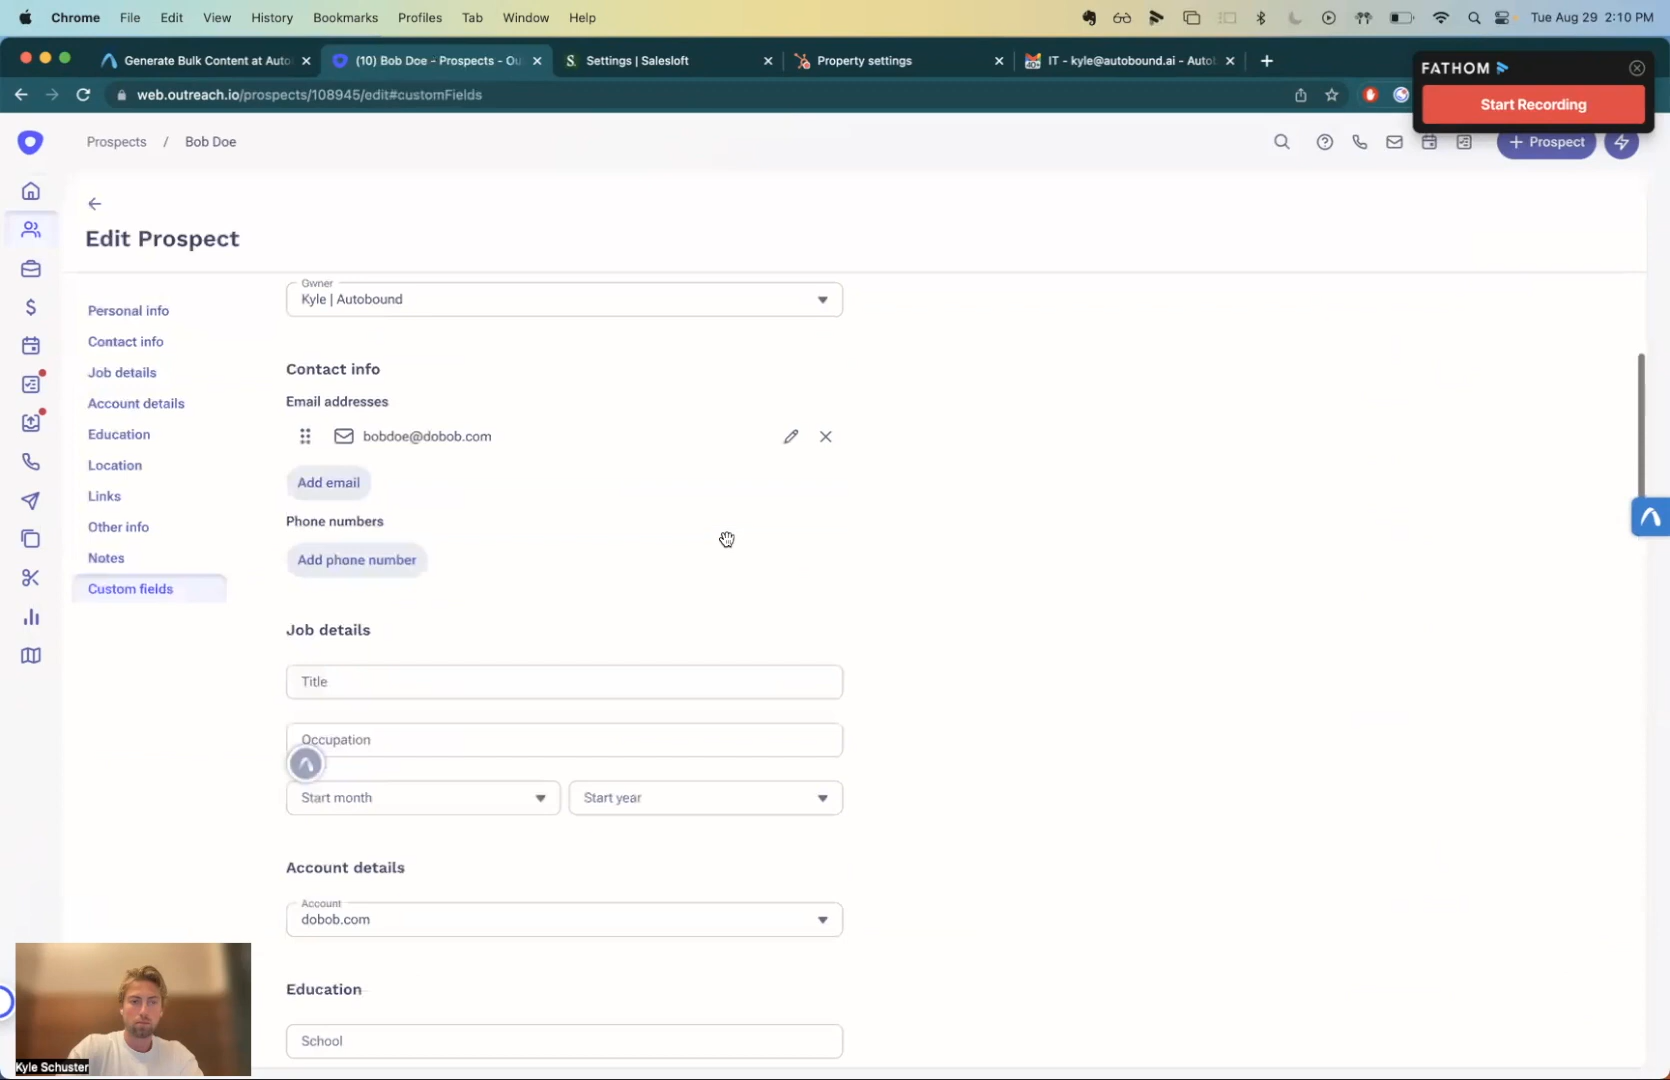 Chrome File Edit View History Bookmarks Profiles Tab Window Help Tue Aug 29 2:10 PM
Generate Bulk Content at Auto (10) Bob Doe - Prospects - Ou S Settings | Salesloft Property settings IT - kyle@autobound.ai - Autob
web.outreach.io/prospects/108945/edit#customFields
FATHOM
Start Recording
Prospects / Bob Doe
+ Prospect
Edit Prospect
Personal info
Contact info
Job details
Account details
Education
Location
Links
Other info
Notes
Custom fields
Owner
Kyle | Autobound
Contact info
Email addresses
bobdoe@dobob.com
Add email
Phone numbers
Add phone number
Job details
Title
Occupation
Start month Start year
Account details
Account
dobob.com
Education
School
Kyle Schuster